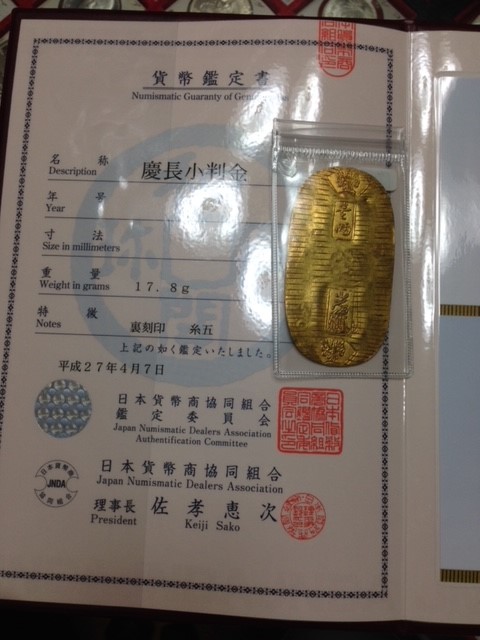 貨幣鑑定書
Numismatic Guaranty of Genuineness
名称 慶長小判金
Description
年号
Year
寸法
Size in millimeters
重量 17.8g
Weight in grams
特徴 裏刻印 糸五
Notes
上記の如く鑑定いたしました。
平成27年4月7日
日本貨幣商協同組合
鑑定委員会
Japan Numismatic Dealers Association
Authentification Committee
日本貨幣商協同組合
Japan Numismatic Dealers Association
JNDA
理事長 佐孝恵次
President Keiji Sako